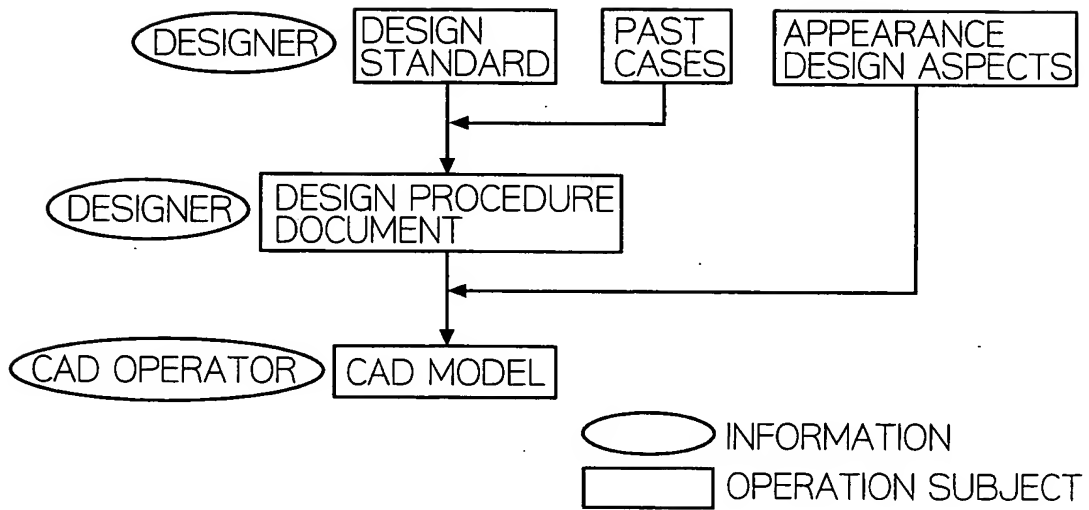 DESIGNER
DESIGN
STANDARD
PAST
CASES
APPEARANCE
DESIGN ASPECTS
DESIGNER
DESIGN PROCEDURE
DOCUMENT
CAD OPERATOR
CAD MODEL
INFORMATION
OPERATION SUBJECT